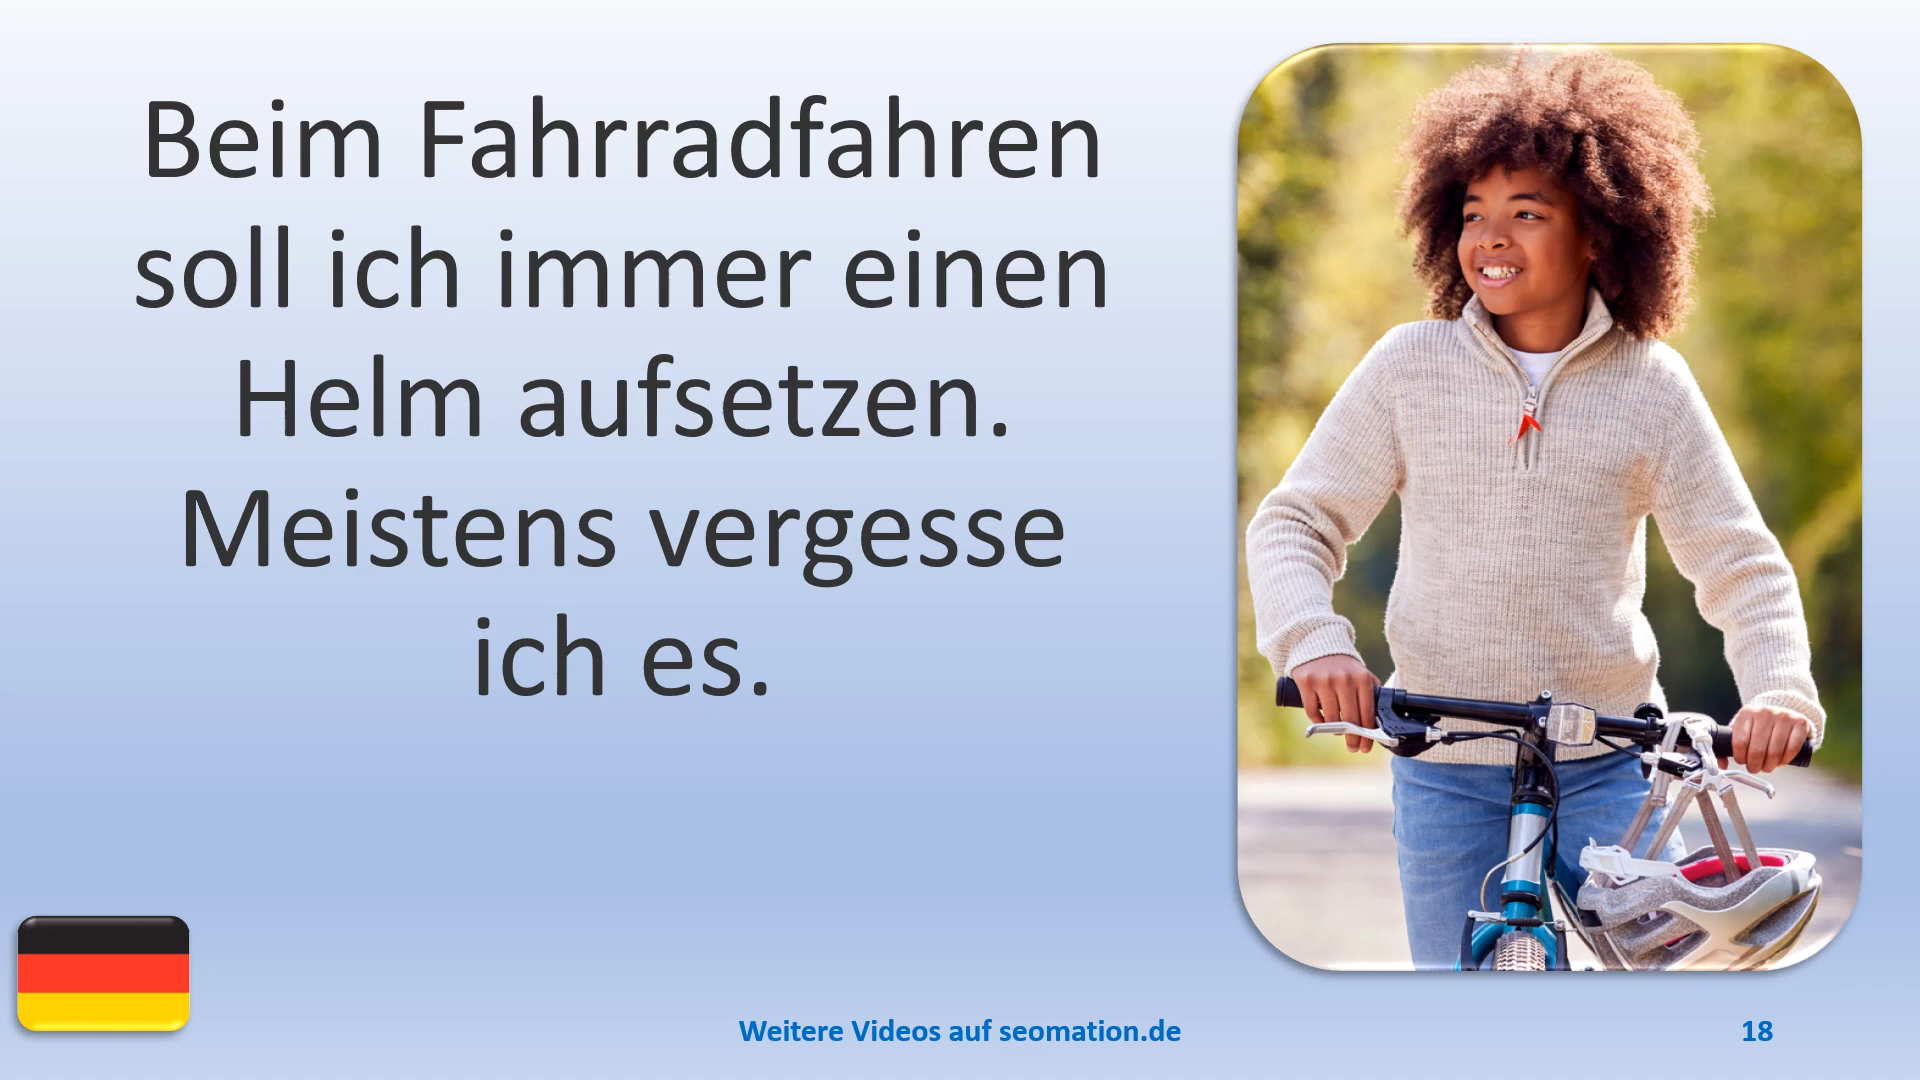 Beim Fahrradfahren
soll ich immer einen
Helm aufsetzen.
Meistens vergesse
ich es.
Weitere Videos auf seomation.de
18